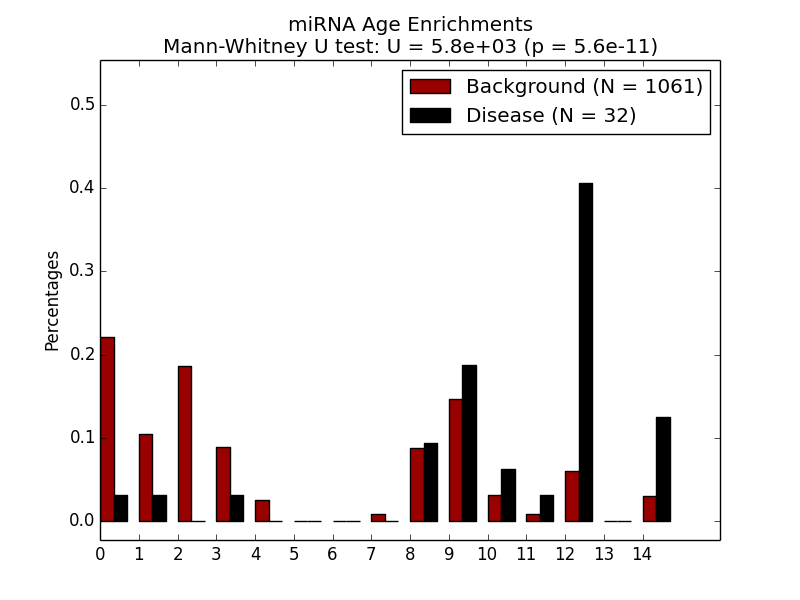 miRNA Age Enrichments
Mann-Whitney U test: U = 5.8e+03 (p = 5.6e-11)
Background (N = 1061)
Disease (N = 32)
Percentages
0.5
0.4
0.3
0.2
0.1
0.0
0 1 2 3 4 5 6 7 8 9 10 11 12 13 14